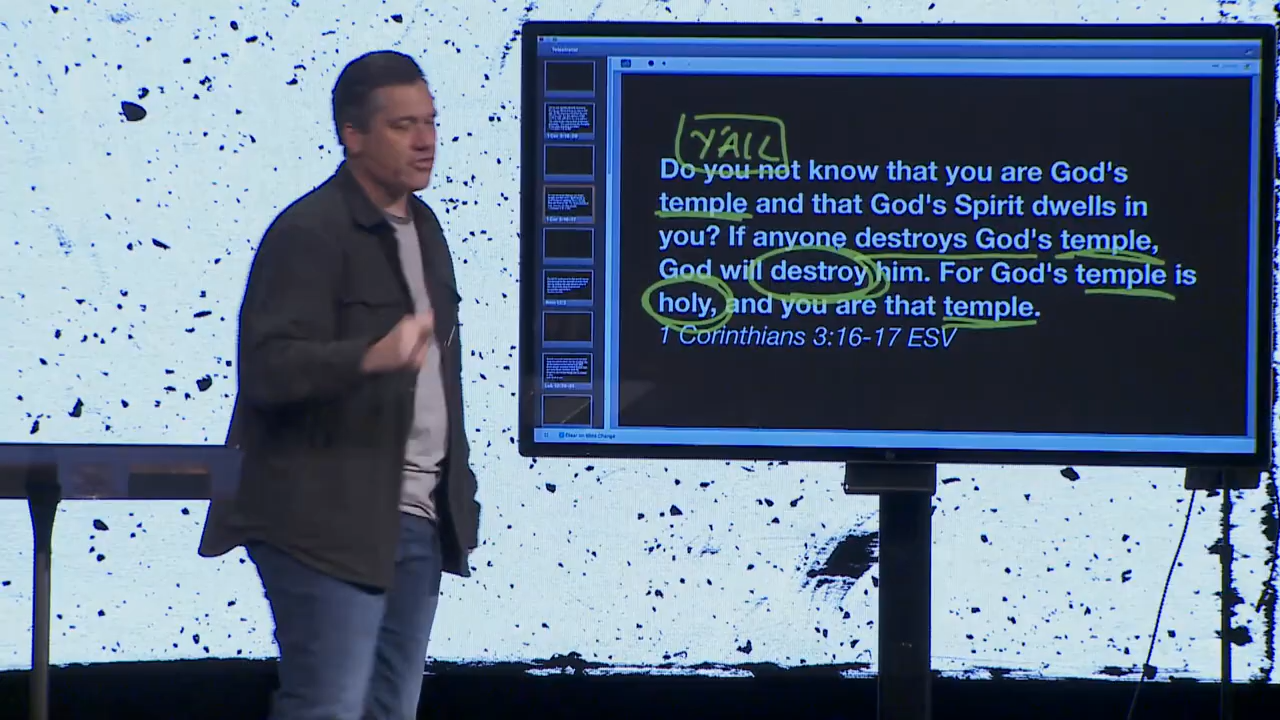 Telestrator
Y'ALL
Do you not know that you are God's
temple and that God's Spirit dwells in
you? If anyone destroys God's temple,
God will destroy him. For God's temple is
holy, and you are that temple.
1 Corinthians 3:16-17 ESV